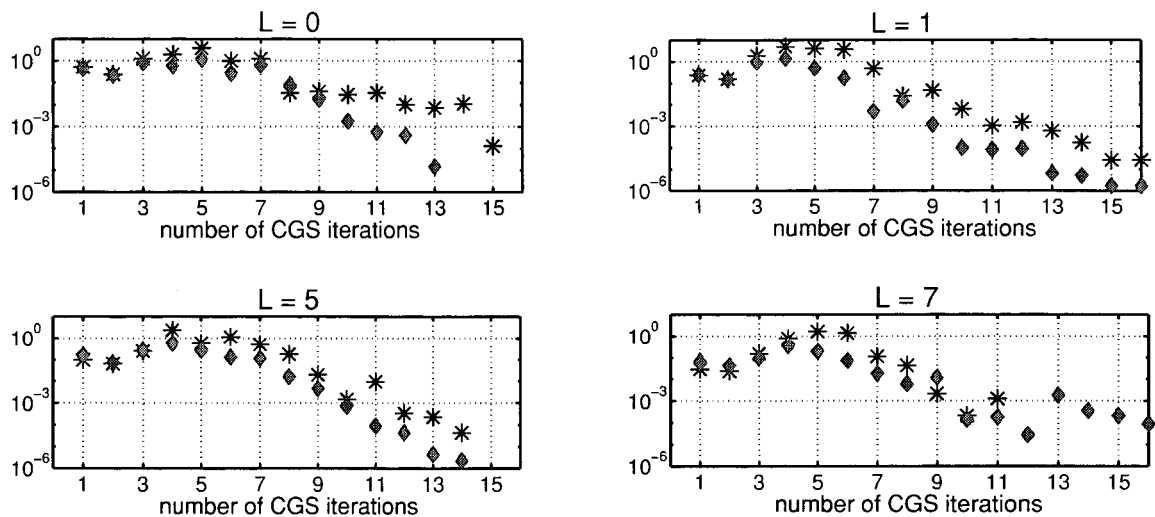 L = 0
10^0
10^-3
10^-6
1 3 5 7 9 11 13 15
number of CGS iterations
L = 1
10^0
10^-3
10^-6
1 3 5 7 9 11 13 15
number of CGS iterations
L = 5
10^0
10^-3
10^-6
1 3 5 7 9 11 13 15
number of CGS iterations
L = 7
10^0
10^-3
10^-6
1 3 5 7 9 11 13 15
number of CGS iterations